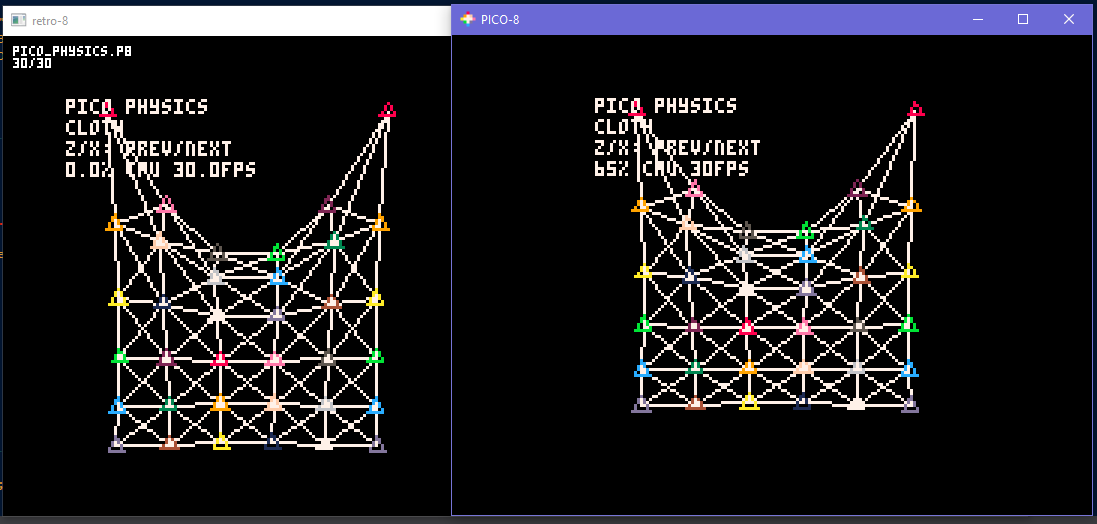 retro-8
PICO_PHYSICS.P8
30/30
PICO PHYSICS
CLOTH
Z/X: PREV/NEXT
0.0% CPU 30.0FPS
PICO-8
PICO PHYSICS
CLOTH
Z/X: PREV/NEXT
65% CPU 30FPS